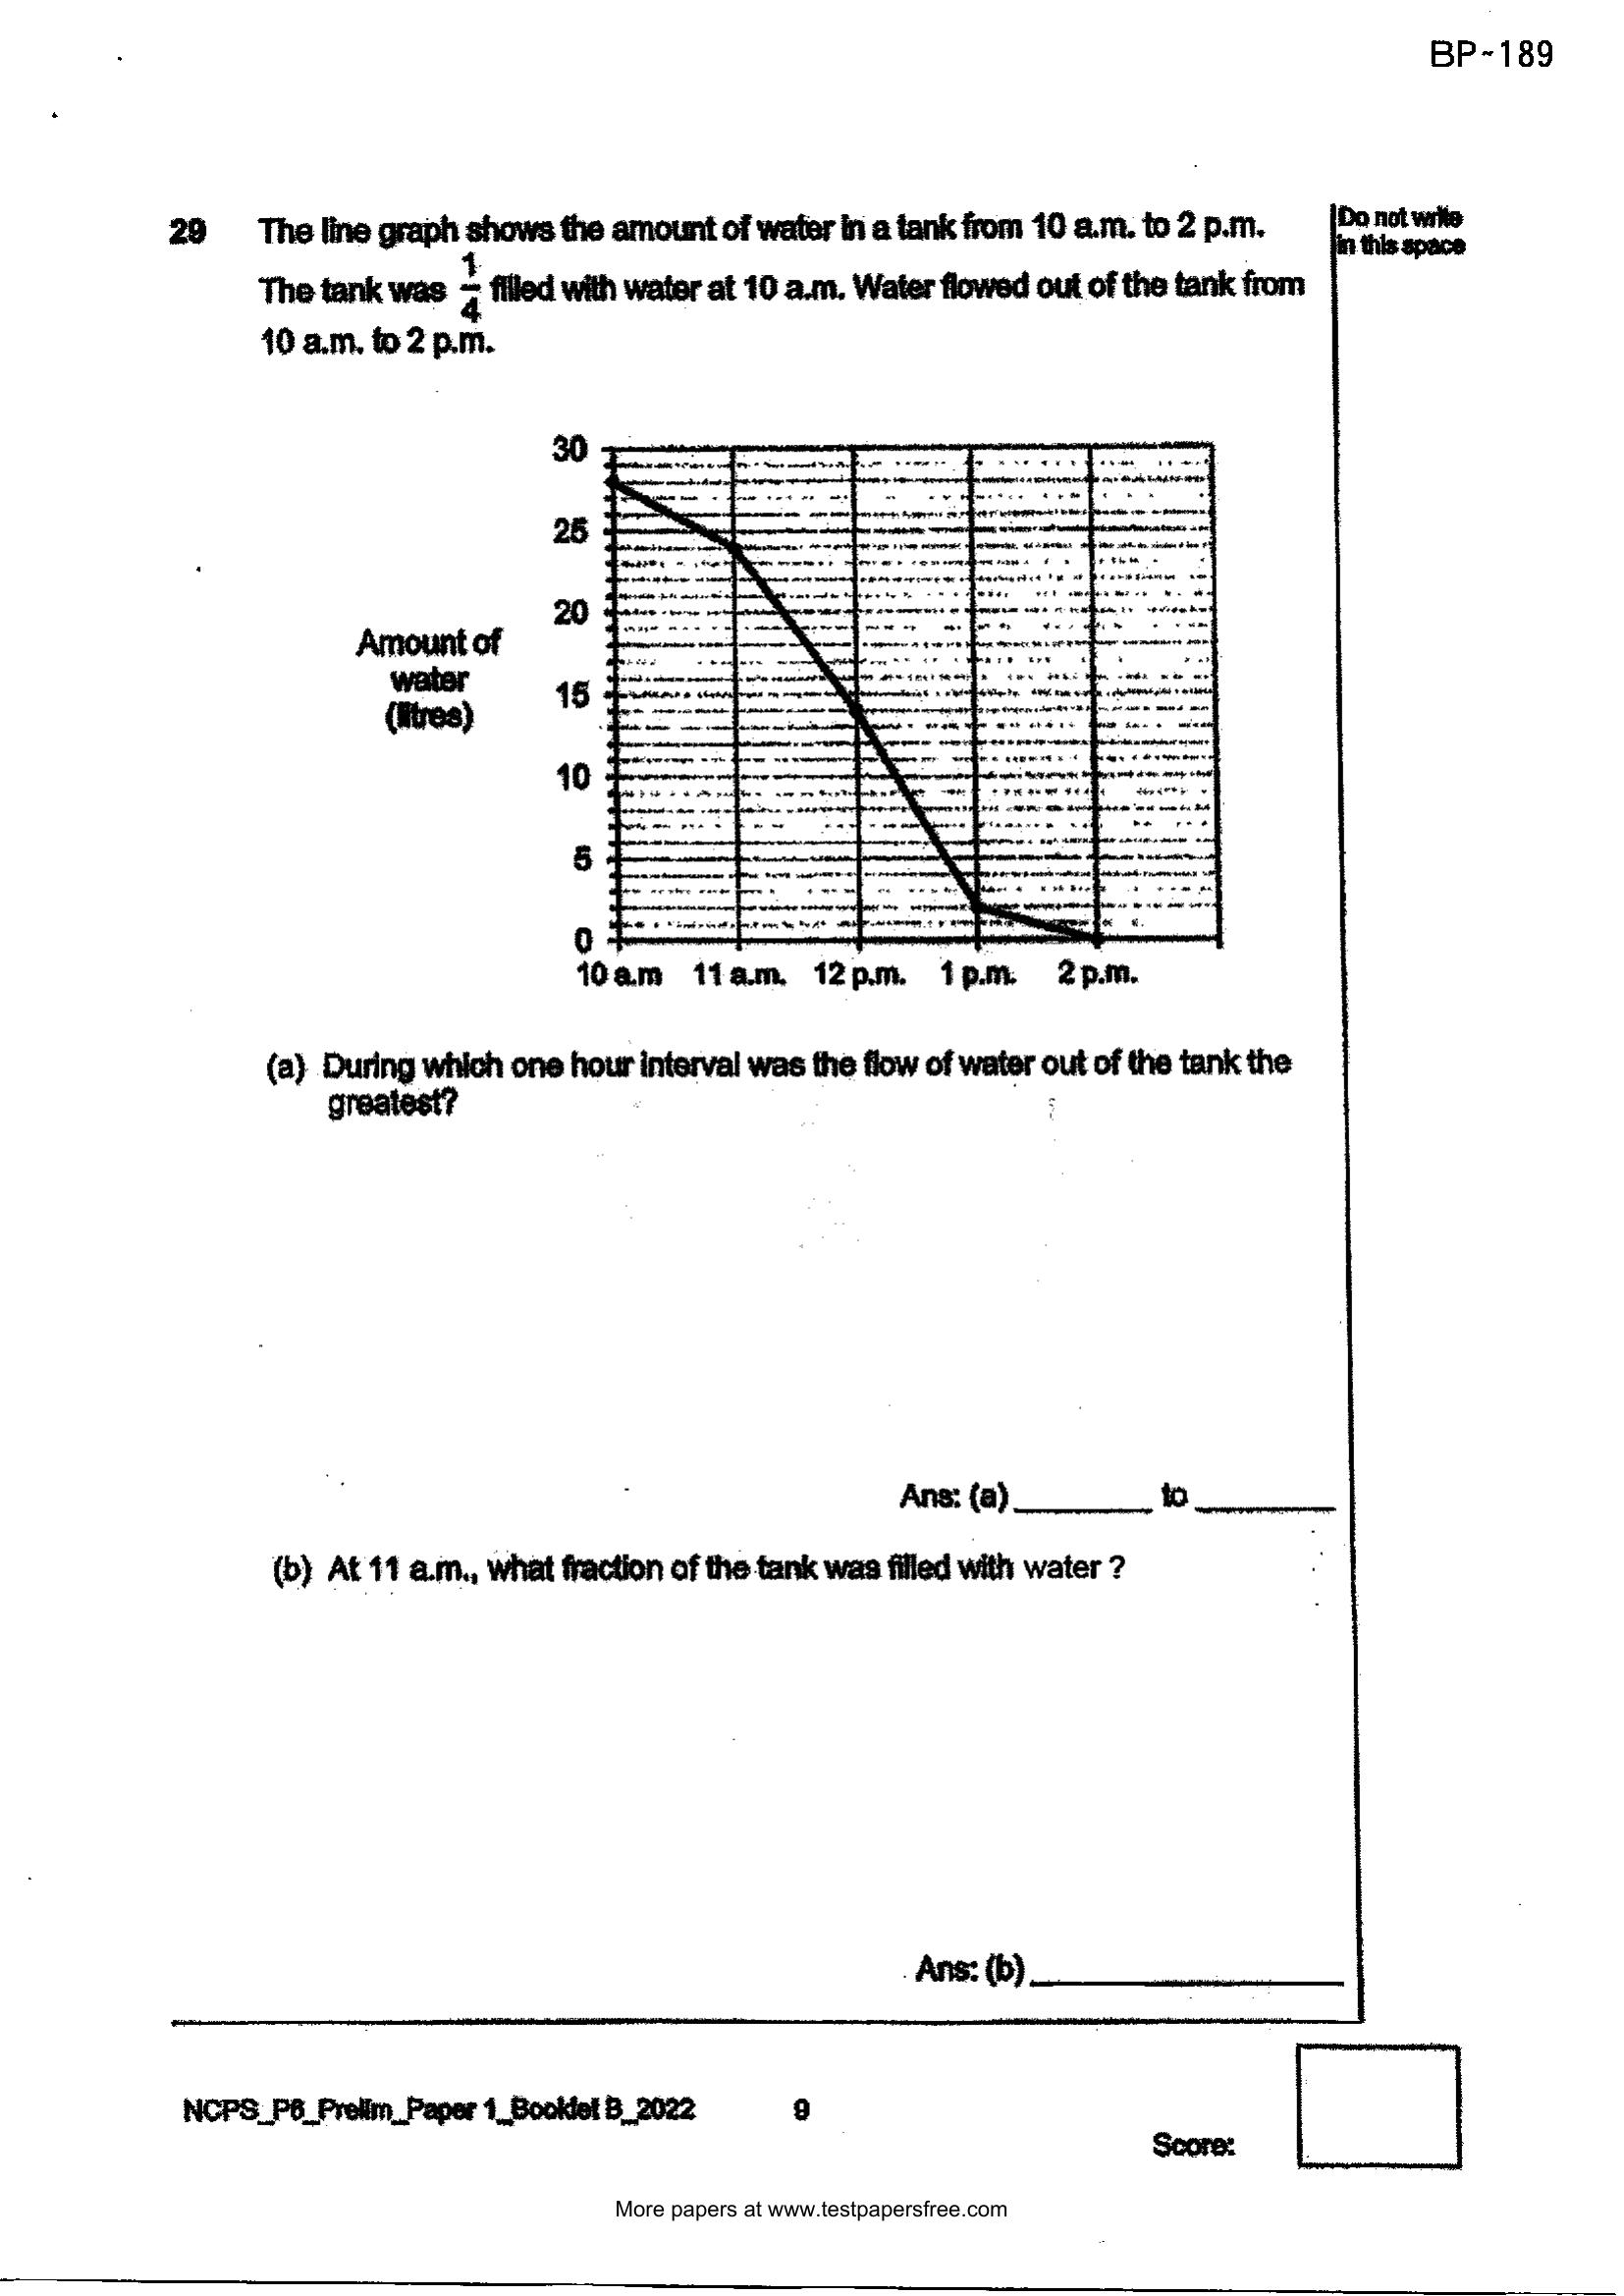 BP-189
29 The line graph shows the amount of water in a tank from 10 a.m. to 2 p.m.
Do not write
in this space
The tank was 1/4 filled with water at 10 a.m. Water flowed out of the tank from
10 a.m. to 2 p.m.
30
25
20
Amount of
water
(litres)
15
10
5
0
10 a.m 11 a.m. 12 p.m. 1 p.m. 2 p.m.
(a) During which one hour interval was the flow of water out of the tank the
greatest?
Ans: (a) ________ to ________
(b) At 11 a.m., what fraction of the tank was filled with water ?
Ans: (b) ________
NCPS_P6_Prelim_Paper 1_Booklet B_2022 9
Score:
More papers at www.testpapersfree.com